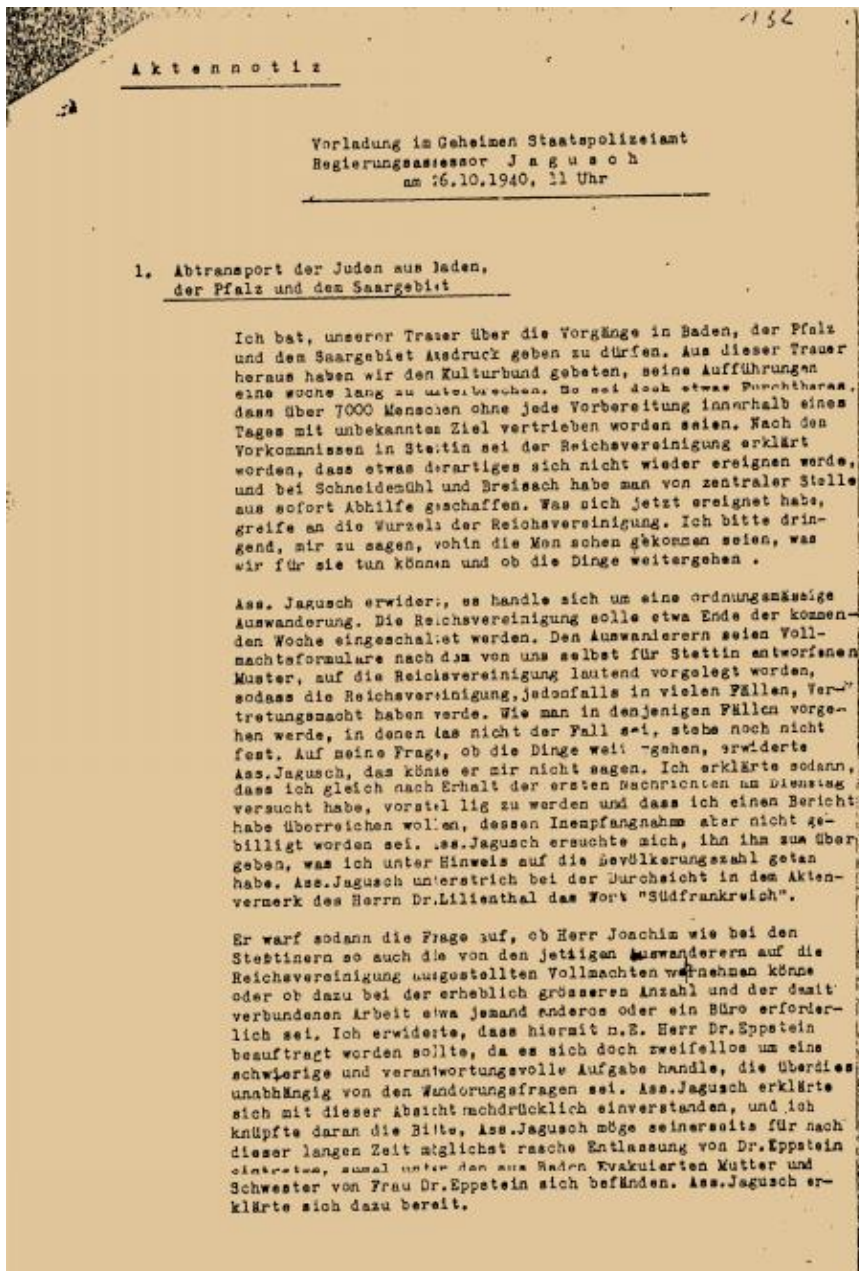 132
Aktennotiz
Vorladung im Geheimen Staatspolizeiamt
Regierungsassessor Jagusch
am 26.10.1940, 11 Uhr
1. Abtransport der Juden aus Baden,
der Pfalz und dem Saargebiet
Ich bat, unserer Trauer über die Vorgänge in Baden, der Pfalz
und dem Saargebiet Ausdruck geben zu dürfen. Aus dieser Trauer
heraus haben wir den Kulturbund gebeten, seine Aufführungen
eine Woche lang zu unterbrechen. Es sei doch etwas Furchtbares,
dass über 7000 Menschen ohne jede Vorbereitung innerhalb eines
Tages mit unbekanntem Ziel vertrieben worden seien. Nach den
Vorkommnissen in Stettin sei der Reichsvereinigung erklärt
worden, dass etwas derartiges sich nicht wieder ereignen werde,
und bei Schneidemühl und Breisach habe man von zentraler Stelle
aus sofort Abhilfe geschaffen. Was sich jetzt ereignet habe,
greife an die Wurzeln der Reichsvereinigung. Ich bitte drin-
gend, mir zu sagen, wohin die Men schen gekommen seien, was
wir für sie tun können und ob die Dinge weitergehen .
Ass. Jagusch erwidert, es handle sich um eine ordnungsmässige
Auswanderung. Die Reichsvereinigung solle etwa Ende der kommen-
den Woche eingeschaltet werden. Den Auswanderern seien Voll-
machtsformulare nach dem von uns selbst für Stettin entworfenen
Muster, auf die Reichsvereinigung lautend vorgelegt worden,
sodass die Reichsvereinigung, jedenfalls in vielen Fällen, Ver-
tretungsmacht haben werde. Wie man in denjenigen Fällen vorge-
hen werde, in denen das nicht der Fall sei, stehe noch nicht
fest. Auf meine Frage, ob die Dinge weitergehen, erwiderte
Ass.Jagusch, das könne er mir nicht sagen. Ich erklärte sodann,
dass ich gleich nach Erhalt der ersten Nachrichten am Dienstag
versucht habe, vorstellig zu werden und dass ich einen Bericht
habe überreichen wollen, dessen Inempfangnahme aber nicht ge-
billigt worden sei. Ass.Jagusch ersuchte mich, ihn ihm zum über
geben, was ich unter Hinweis auf die Bevölkerungszahl getan
habe. Ass.Jagusch unterstrich bei der Durchsicht in dem Akten-
vermerk des Herrn Dr.Lilienthal das Wort "Südfrankreich".
Er warf sodann die Frage auf, ob Herr Joachim wie bei den
Stettinern so auch die von den jetzigen Auswanderern auf die
Reichsvereinigung ausgestellten Vollmachten wahrnehmen könne
oder ob dazu bei der erheblich grösseren Anzahl und der damit
verbundenen Arbeit etwa jemand anderes oder ein Büro erforder-
lich sei. Ich erwiderte, dass hiermit m.E. Herr Dr.Eppstein
beauftragt werden sollte, da es sich doch zweifellos um eine
schwierige und verantwortungsvolle Aufgabe handle, die überdies
unabhängig von den Wanderungsfragen sei. Ass.Jagusch erklärte
sich mit dieser Absicht nachdrücklich einverstanden, und ich
knüpfte daran die Bitte, Ass.Jagusch möge seinerseits für nach
dieser langen Zeit möglichst rasche Entlassung von Dr.Eppstein
eintreten, zumal unter den aus Baden Evakuierten Mutter und
Schwester von Frau Dr.Eppstein sich befänden. Ass.Jagusch er-
klärte sich dazu bereit.